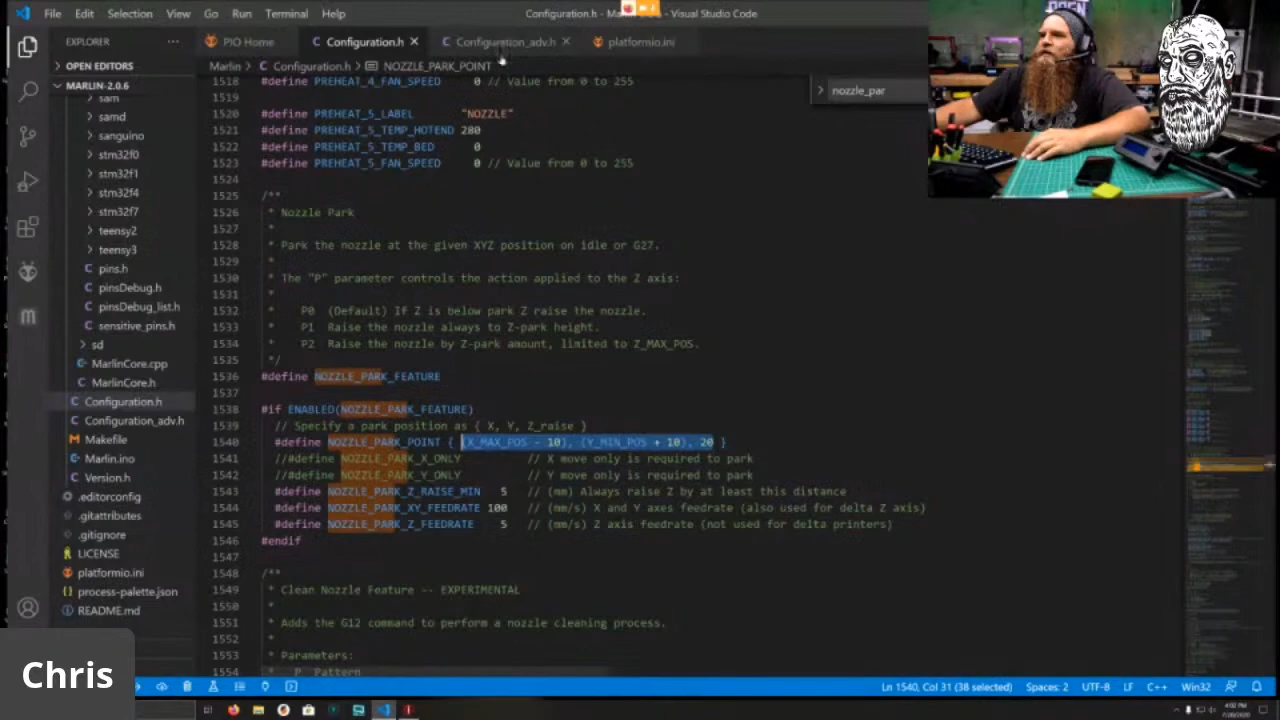 File Edit Selection View Go Run Terminal Help
Configuration.h - Marlin-2.0.6 - Visual Studio Code
EXPLORER ···
PIO Home
Configuration.h
Configuration_adv.h
platformio.ini
OPEN EDITORS
Marlin > Configuration.h > NOZZLE_PARK_POINT
nozzle_par
MARLIN-2.0.6
sam
samd
sanguino
stm32f0
stm32f1
stm32f4
stm32f7
teensy2
teensy3
pins.h
pinsDebug.h
pinsDebug_list.h
sensitive_pins.h
sd
MarlinCore.cpp
MarlinCore.h
Configuration.h
Configuration_adv.h
Makefile
Marlin.ino
Version.h
.editorconfig
.gitattributes
.gitignore
LICENSE
platformio.ini
process-palette.json
README.md
1518 #define PREHEAT_4_FAN_SPEED 0 // Value from 0 to 255
1519
1520 #define PREHEAT_5_LABEL "NOZZLE"
1521 #define PREHEAT_5_TEMP_HOTEND 280
1522 #define PREHEAT_5_TEMP_BED 0
1523 #define PREHEAT_5_FAN_SPEED 0 // Value from 0 to 255
1524
1525 /**
1526 * Nozzle Park
1527 *
1528 * Park the nozzle at the given XYZ position on idle or G27.
1529 *
1530 * The "P" parameter controls the action applied to the Z axis:
1531 *
1532 * P0 (Default) If Z is below park Z raise the nozzle.
1533 * P1 Raise the nozzle always to Z-park height.
1534 * P2 Raise the nozzle by Z-park amount, limited to Z_MAX_POS.
1535 */
1536 #define NOZZLE_PARK_FEATURE
1537
1538 #if ENABLED(NOZZLE_PARK_FEATURE)
1539 // Specify a park position as { X, Y, Z_raise }
1540 #define NOZZLE_PARK_POINT { (X_MAX_POS - 10), (Y_MIN_POS + 10), 20 }
1541 //#define NOZZLE_PARK_X_ONLY // X move only is required to park
1542 //#define NOZZLE_PARK_Y_ONLY // Y move only is required to park
1543 #define NOZZLE_PARK_Z_RAISE_MIN 5 // (mm) Always raise Z by at least this distance
1544 #define NOZZLE_PARK_XY_FEEDRATE 100 // (mm/s) X and Y axes feedrate (also used for delta Z axis)
1545 #define NOZZLE_PARK_Z_FEEDRATE 5 // (mm/s) Z axis feedrate (not used for delta printers)
1546 #endif
1547
1548 /**
1549 * Clean Nozzle Feature -- EXPERIMENTAL
1550 *
1551 * Adds the G12 command to perform a nozzle cleaning process.
1552 *
1553 * Parameters:
1554 * P Pattern
Chris
Ln 1540, Col 31 (38 selected) Spaces: 2 UTF-8 LF C++ Win32
4:02 PM